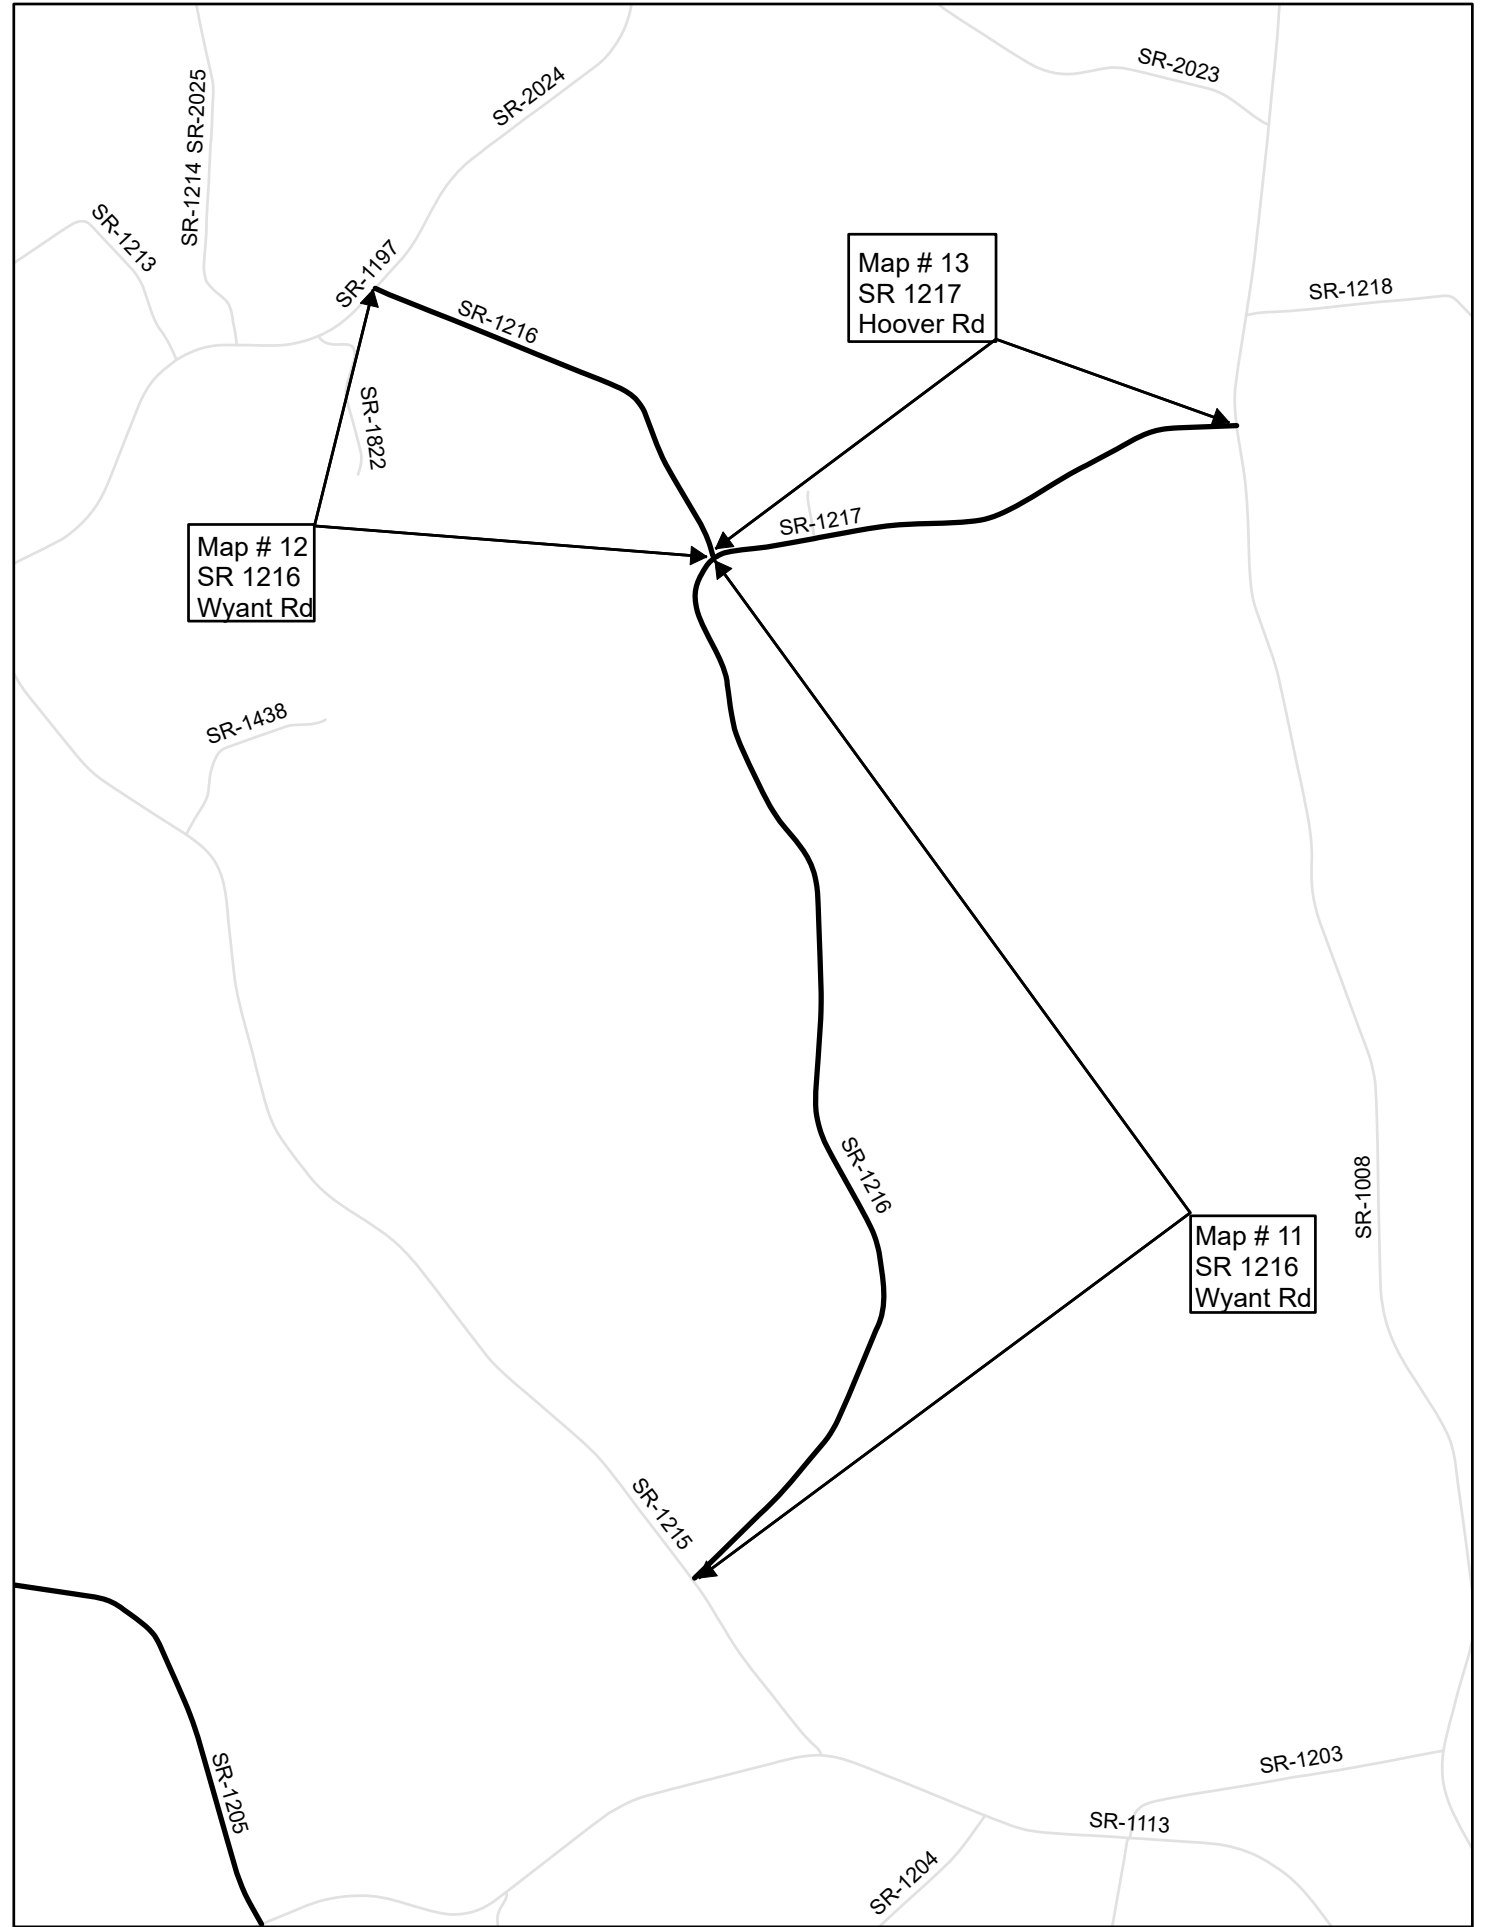 SR-2023
SR-2024
SR-1214 SR-2025
SR-1213
SR-1197
Map # 13
SR 1217
Hoover Rd
SR-1218
SR-1216
SR-1822
SR-1217
Map # 12
SR 1216
Wyant Rd
SR-1438
SR-1216
SR-1008
Map # 11
SR 1216
Wyant Rd
SR-1215
SR-1205
SR-1203
SR-1113
SR-1204